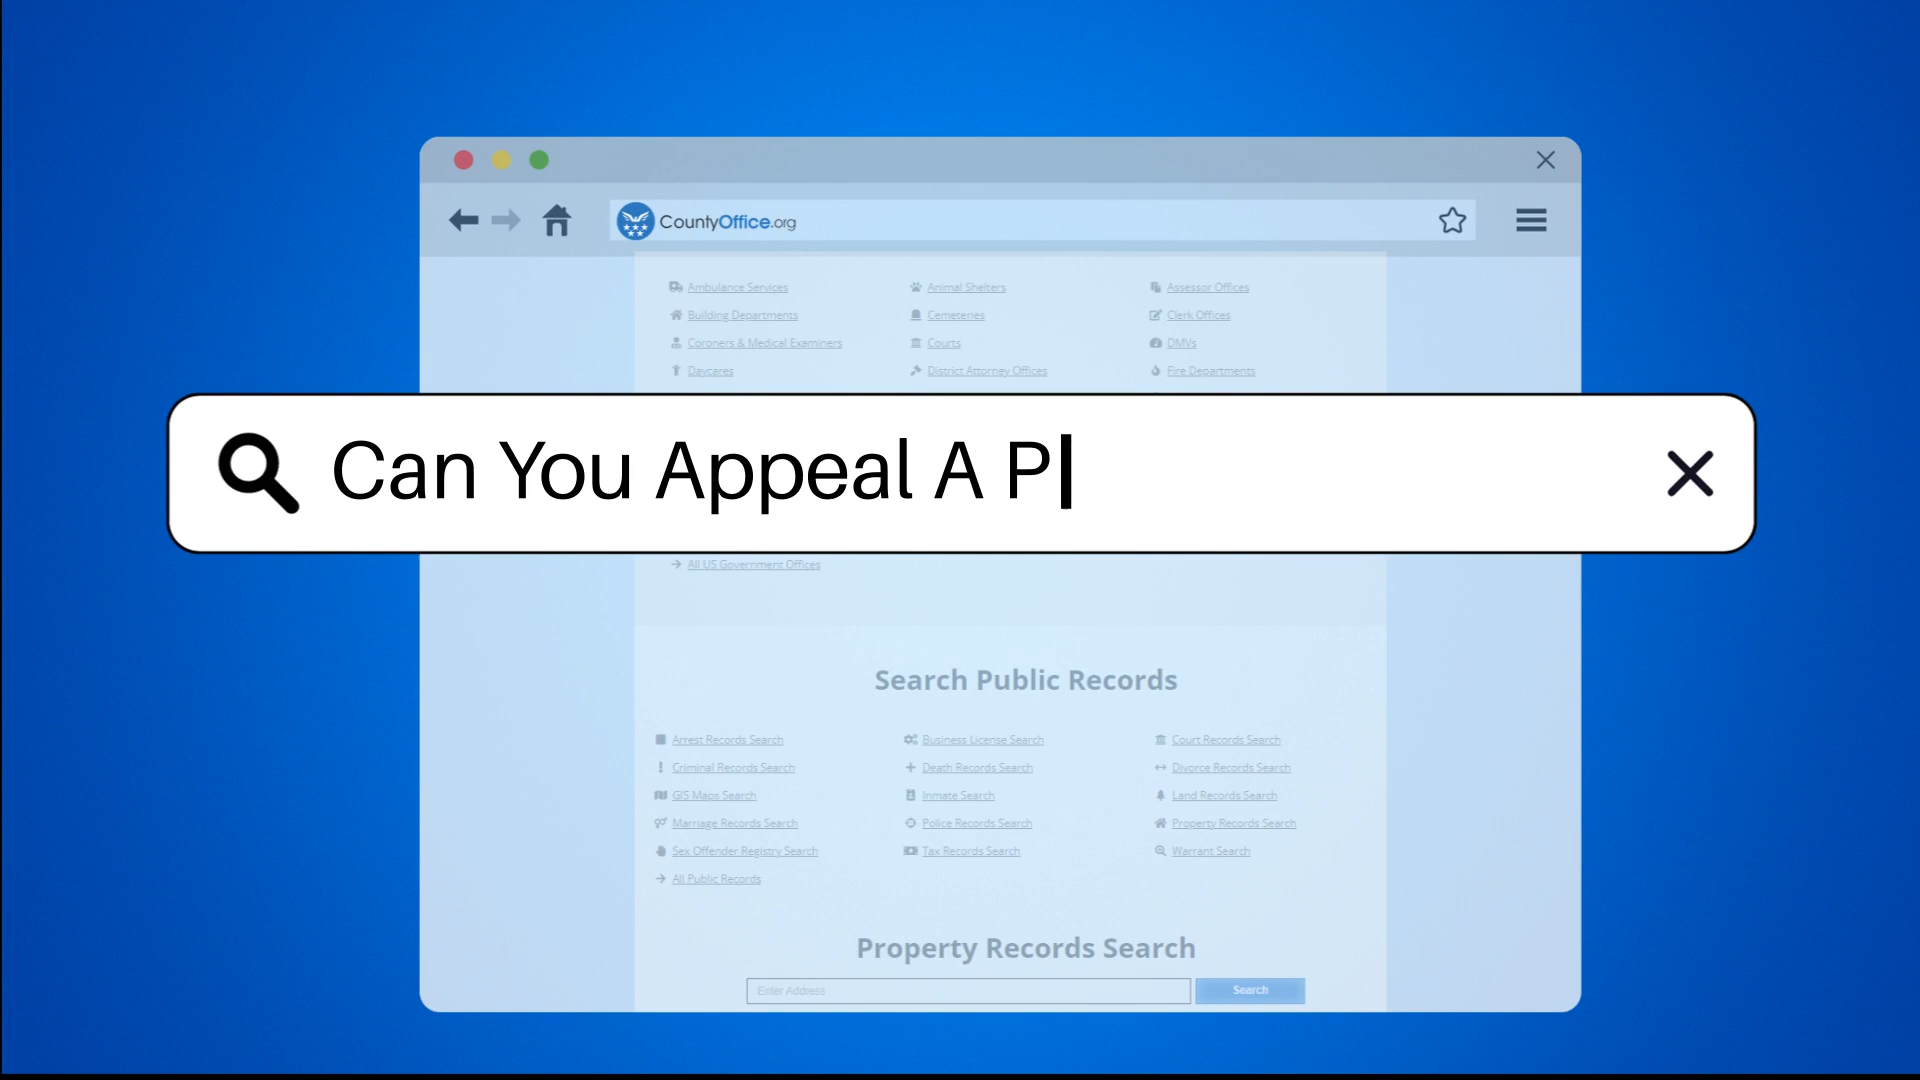 CountyOffice.org
Ambulance Services Animal Shelters Assessor Offices
Building Departments Cemeteries Clerk Offices
Coroners & Medical Examiners Courts DMVs
Daycares District Attorney Offices Fire Departments
Can You Appeal A P
All US Government Offices
Search Public Records
Arrest Records Search Business License Search Court Records Search
Criminal Records Search Death Records Search Divorce Records Search
GIS Maps Search Inmate Search Land Records Search
Marriage Records Search Police Records Search Property Records Search
Sex Offender Registry Search Tax Records Search Warrant Search
All Public Records
Property Records Search
Enter Address Search